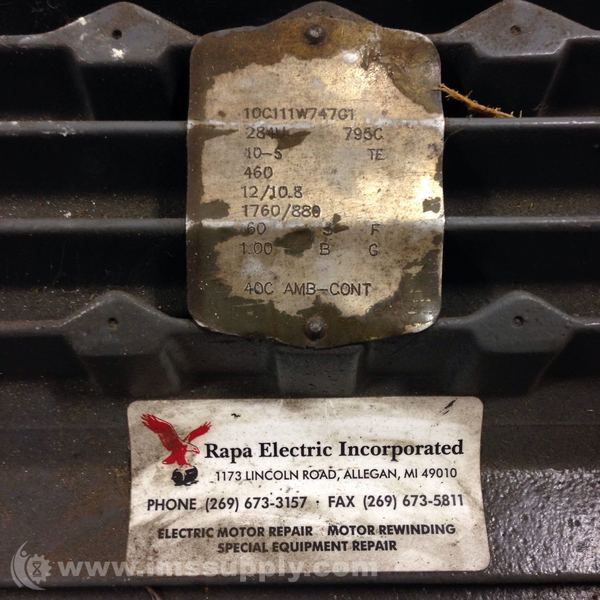 10C111W747G1
795C
10-5 TE
460
12/10.8
1760/880
60 3 F
1.00 B G
40C AMB-CONT
Rapa Electric Incorporated
1173 LINCOLN ROAD, ALLEGAN, MI 49010
PHONE (269) 673-3157 · FAX (269) 673-5811
ELECTRIC MOTOR REPAIR MOTOR REWINDING
SPECIAL EQUIPMENT REPAIR
www.imssupply.com